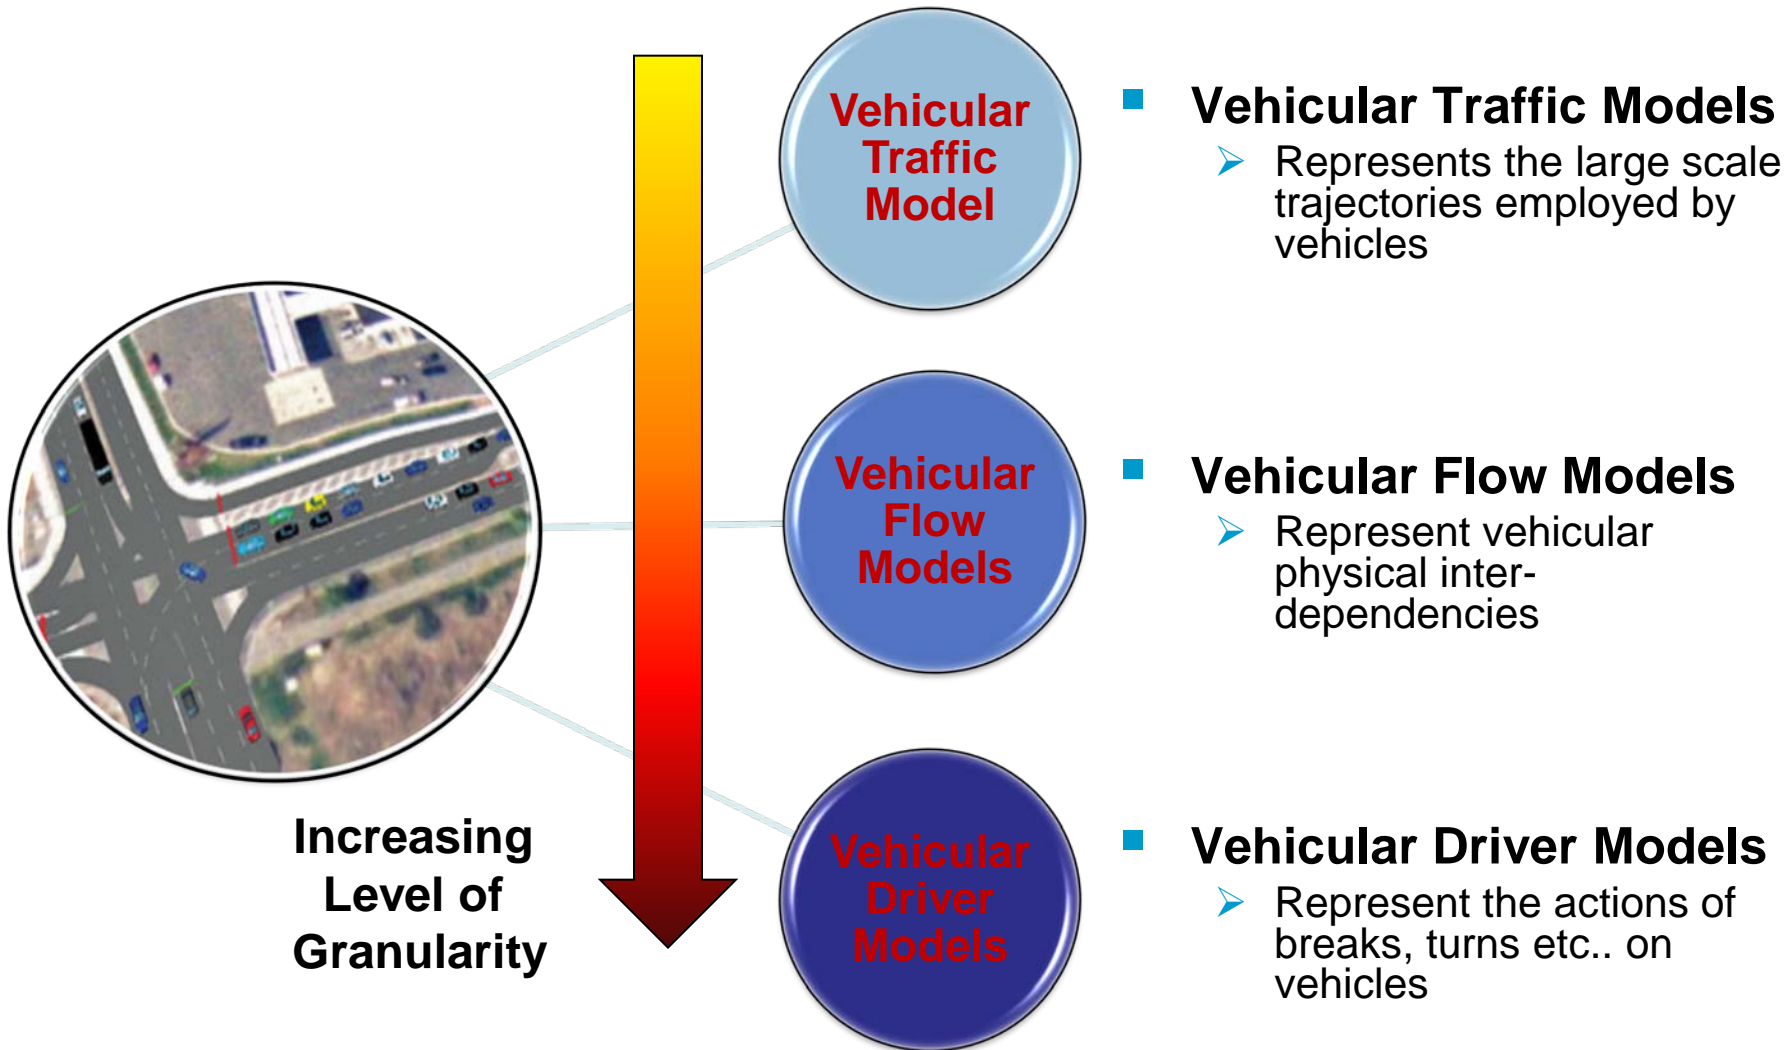 Vehicular
Traffic
Model
Vehicular Traffic Models
Represents the large scale
trajectories employed by
vehicles
Vehicular
Flow
Models
Vehicular Flow Models
Represent vehicular
physical inter-
dependencies
Increasing
Level of
Granularity
Vehicular
Driver
Models
Vehicular Driver Models
Represent the actions of
breaks, turns etc.. on
vehicles